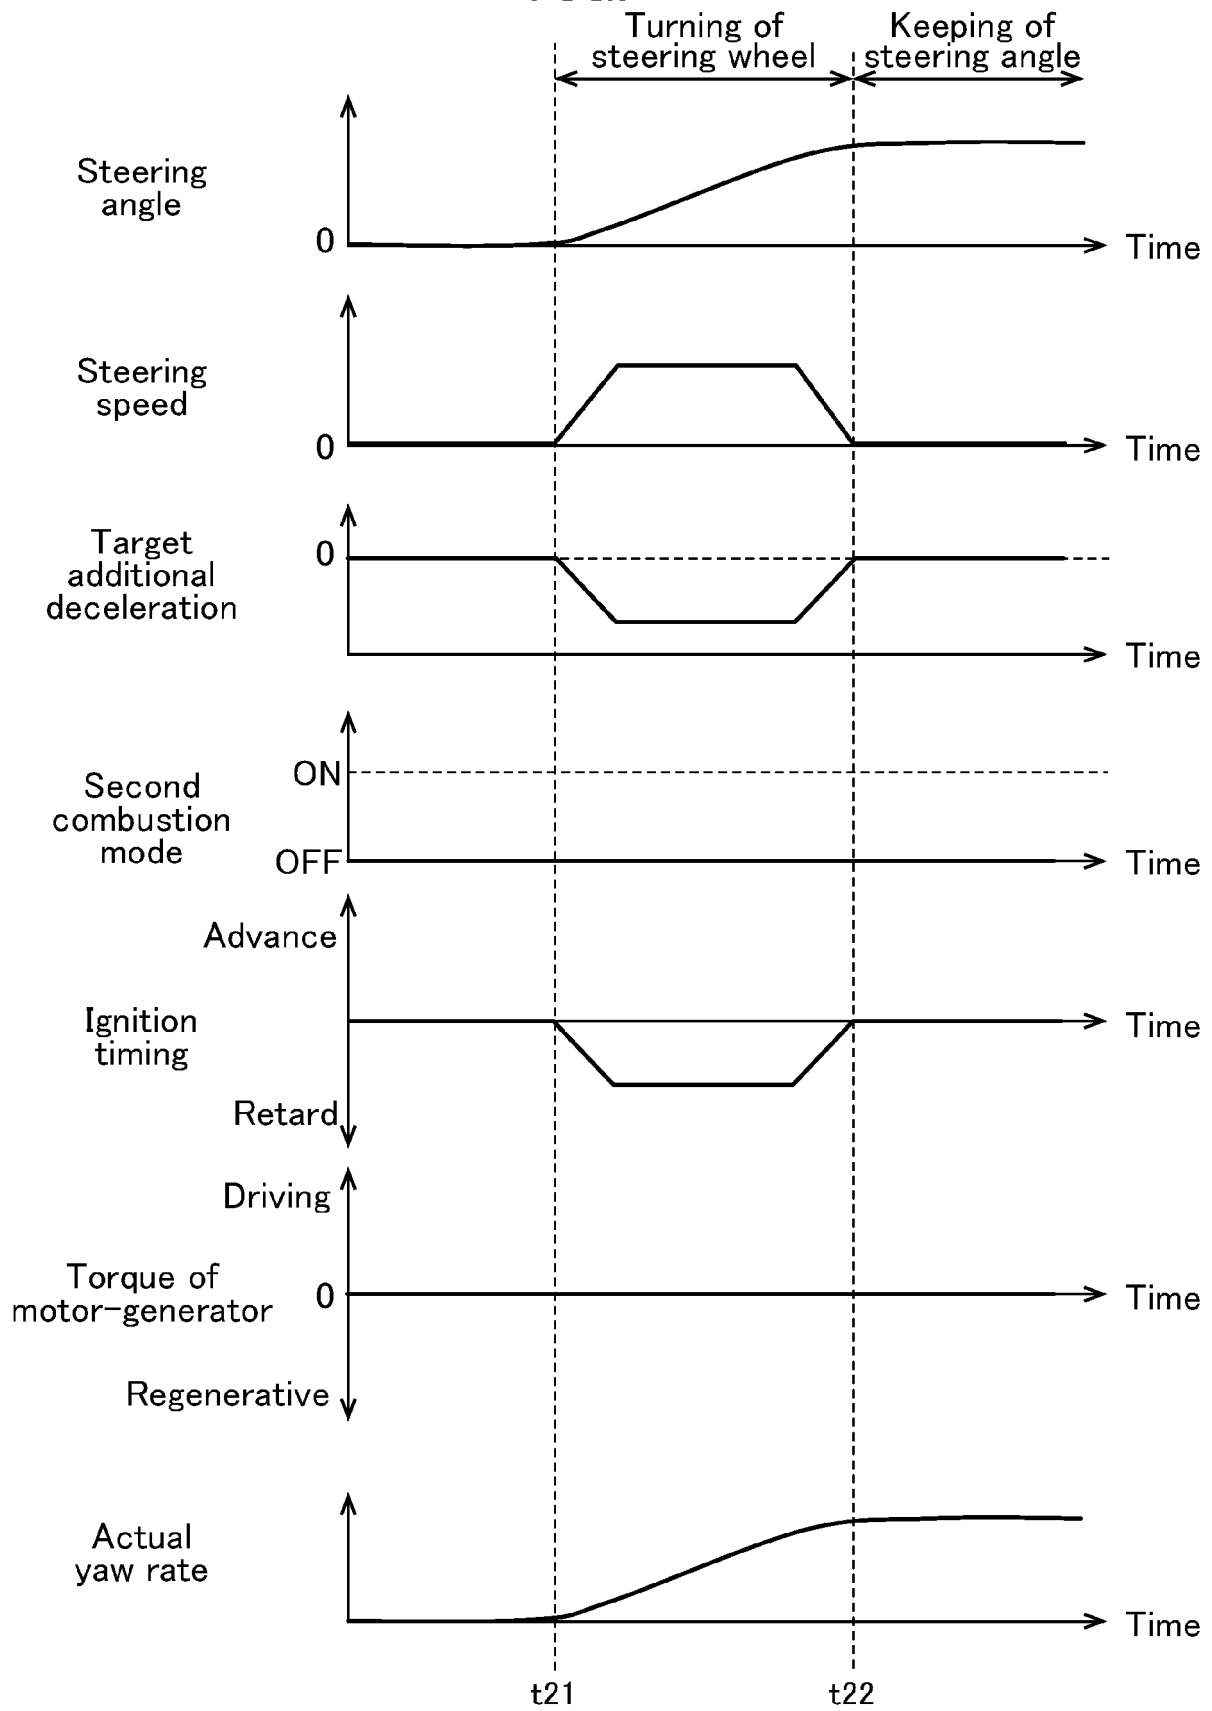 Turning of
steering wheel
Keeping of
steering angle
Steering
angle
0
Time
Steering
speed
0
Time
Target
additional
deceleration
0
Time
Second
combustion
mode
ON
OFF
Time
Advance
Ignition
timing
Time
Retard
Driving
Torque of
motor-generator
0
Time
Regenerative
Actual
yaw rate
Time
t21
t22